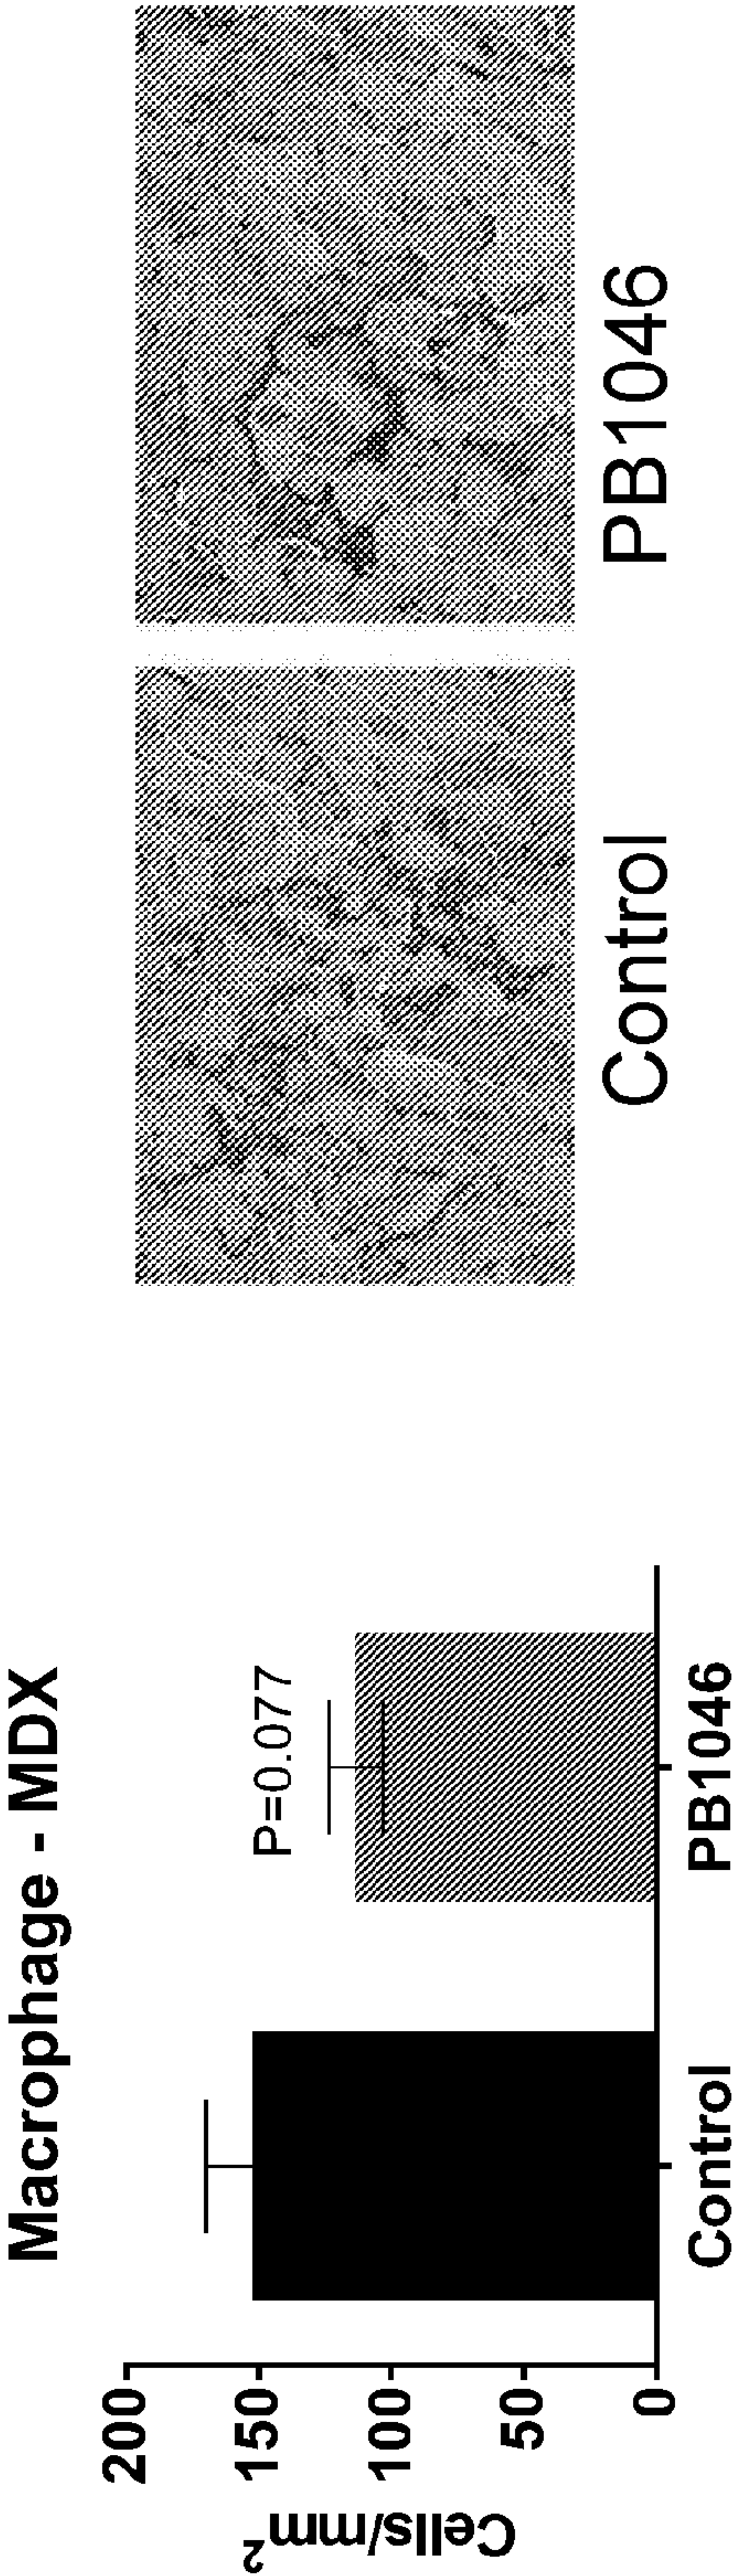 Macrophage - MDX
Cells/mm²
200
150
100
50
0
P=0.077
Control
PB1046
Control
PB1046